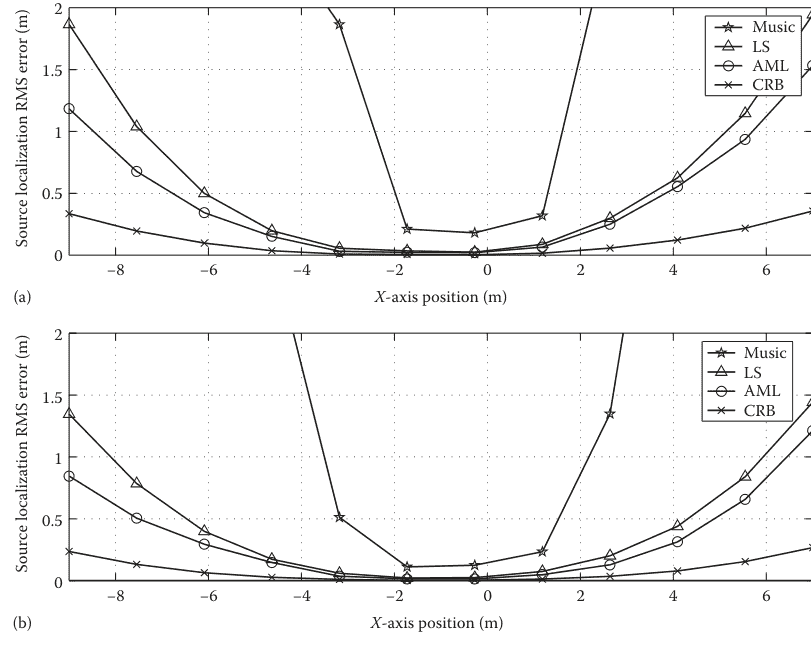 2
1.5
1
0.5
0
Source localization RMS error (m)
Music
LS
AML
CRB
–8 –6 –4 –2 0 2 4 6
(a)
X-axis position (m)
2
1.5
1
0.5
0
Source localization RMS error (m)
Music
LS
AML
CRB
–8 –6 –4 –2 0 2 4 6
(b)
X-axis position (m)